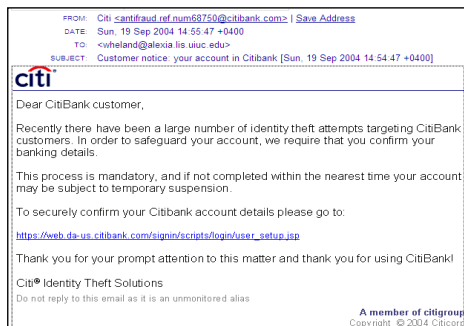 FROM: Citi <antifraud.ref.num68750@citibank.com> | Save Address
DATE: Sun, 19 Sep 2004 14:55:47 +0400
TO: <wheland@alexia.lis.uiuc.edu>
SUBJECT: Customer notice: your account in Citibank [Sun, 19 Sep 2004 14:54:47 +0400]
citi
Dear CitiBank customer,
Recently there have been a large number of identity theft attempts targeting CitiBank
customers. In order to safeguard your account, we require that you confirm your
banking details.
This process is mandatory, and if not completed within the nearest time your account
may be subject to temporary suspension.
To securely confirm your Citibank account details please go to:
https://web.da-us.citibank.com/signin/scripts/login/user_setup.jsp
Thank you for your prompt attention to this matter and thank you for using CitiBank!
Citi® Identity Theft Solutions
Do not reply to this email as it is an unmonitored alias
A member of citigroup
Copyright © 2004 Citicorp